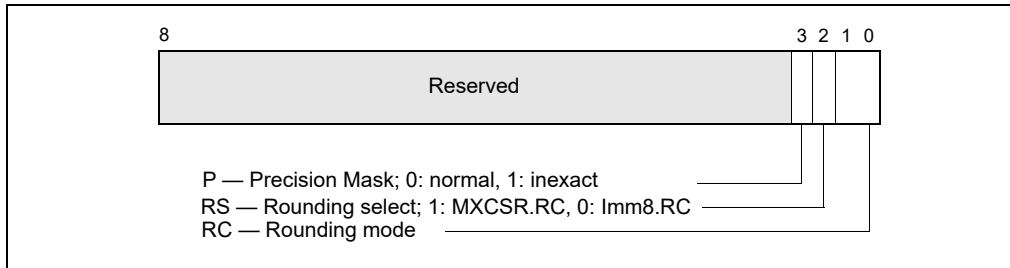 8 3 2 1 0
Reserved
P — Precision Mask; 0: normal, 1: inexact
RS — Rounding select; 1: MXCSR.RC, 0: Imm8.RC
RC — Rounding mode